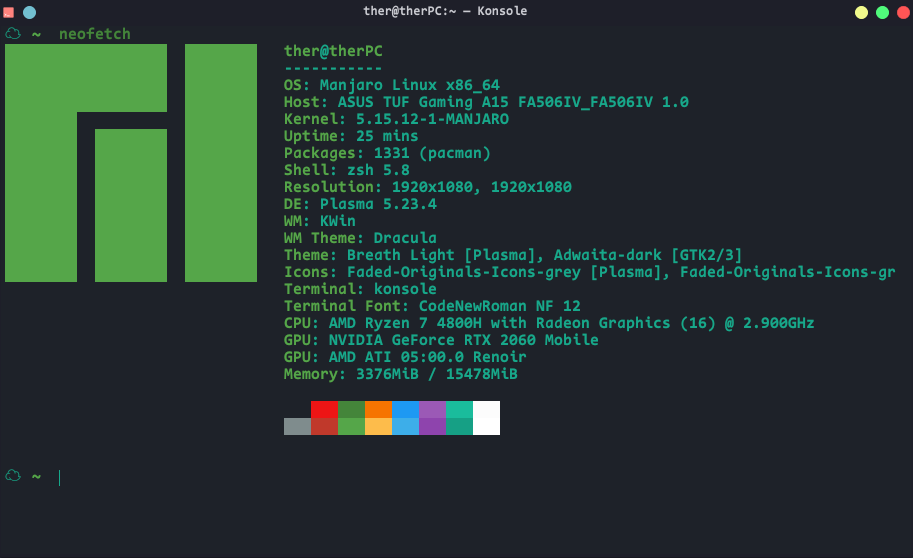 ther@therPC:~ — Konsole
~ neofetch
ther@therPC
-----------
OS: Manjaro Linux x86_64
Host: ASUS TUF Gaming A15 FA506IV_FA506IV 1.0
Kernel: 5.15.12-1-MANJARO
Uptime: 25 mins
Packages: 1331 (pacman)
Shell: zsh 5.8
Resolution: 1920x1080, 1920x1080
DE: Plasma 5.23.4
WM: KWin
WM Theme: Dracula
Theme: Breath Light [Plasma], Adwaita-dark [GTK2/3]
Icons: Faded-Originals-Icons-grey [Plasma], Faded-Originals-Icons-gr
Terminal: konsole
Terminal Font: CodeNewRoman NF 12
CPU: AMD Ryzen 7 4800H with Radeon Graphics (16) @ 2.900GHz
GPU: NVIDIA GeForce RTX 2060 Mobile
GPU: AMD ATI 05:00.0 Renoir
Memory: 3376MiB / 15478MiB
~